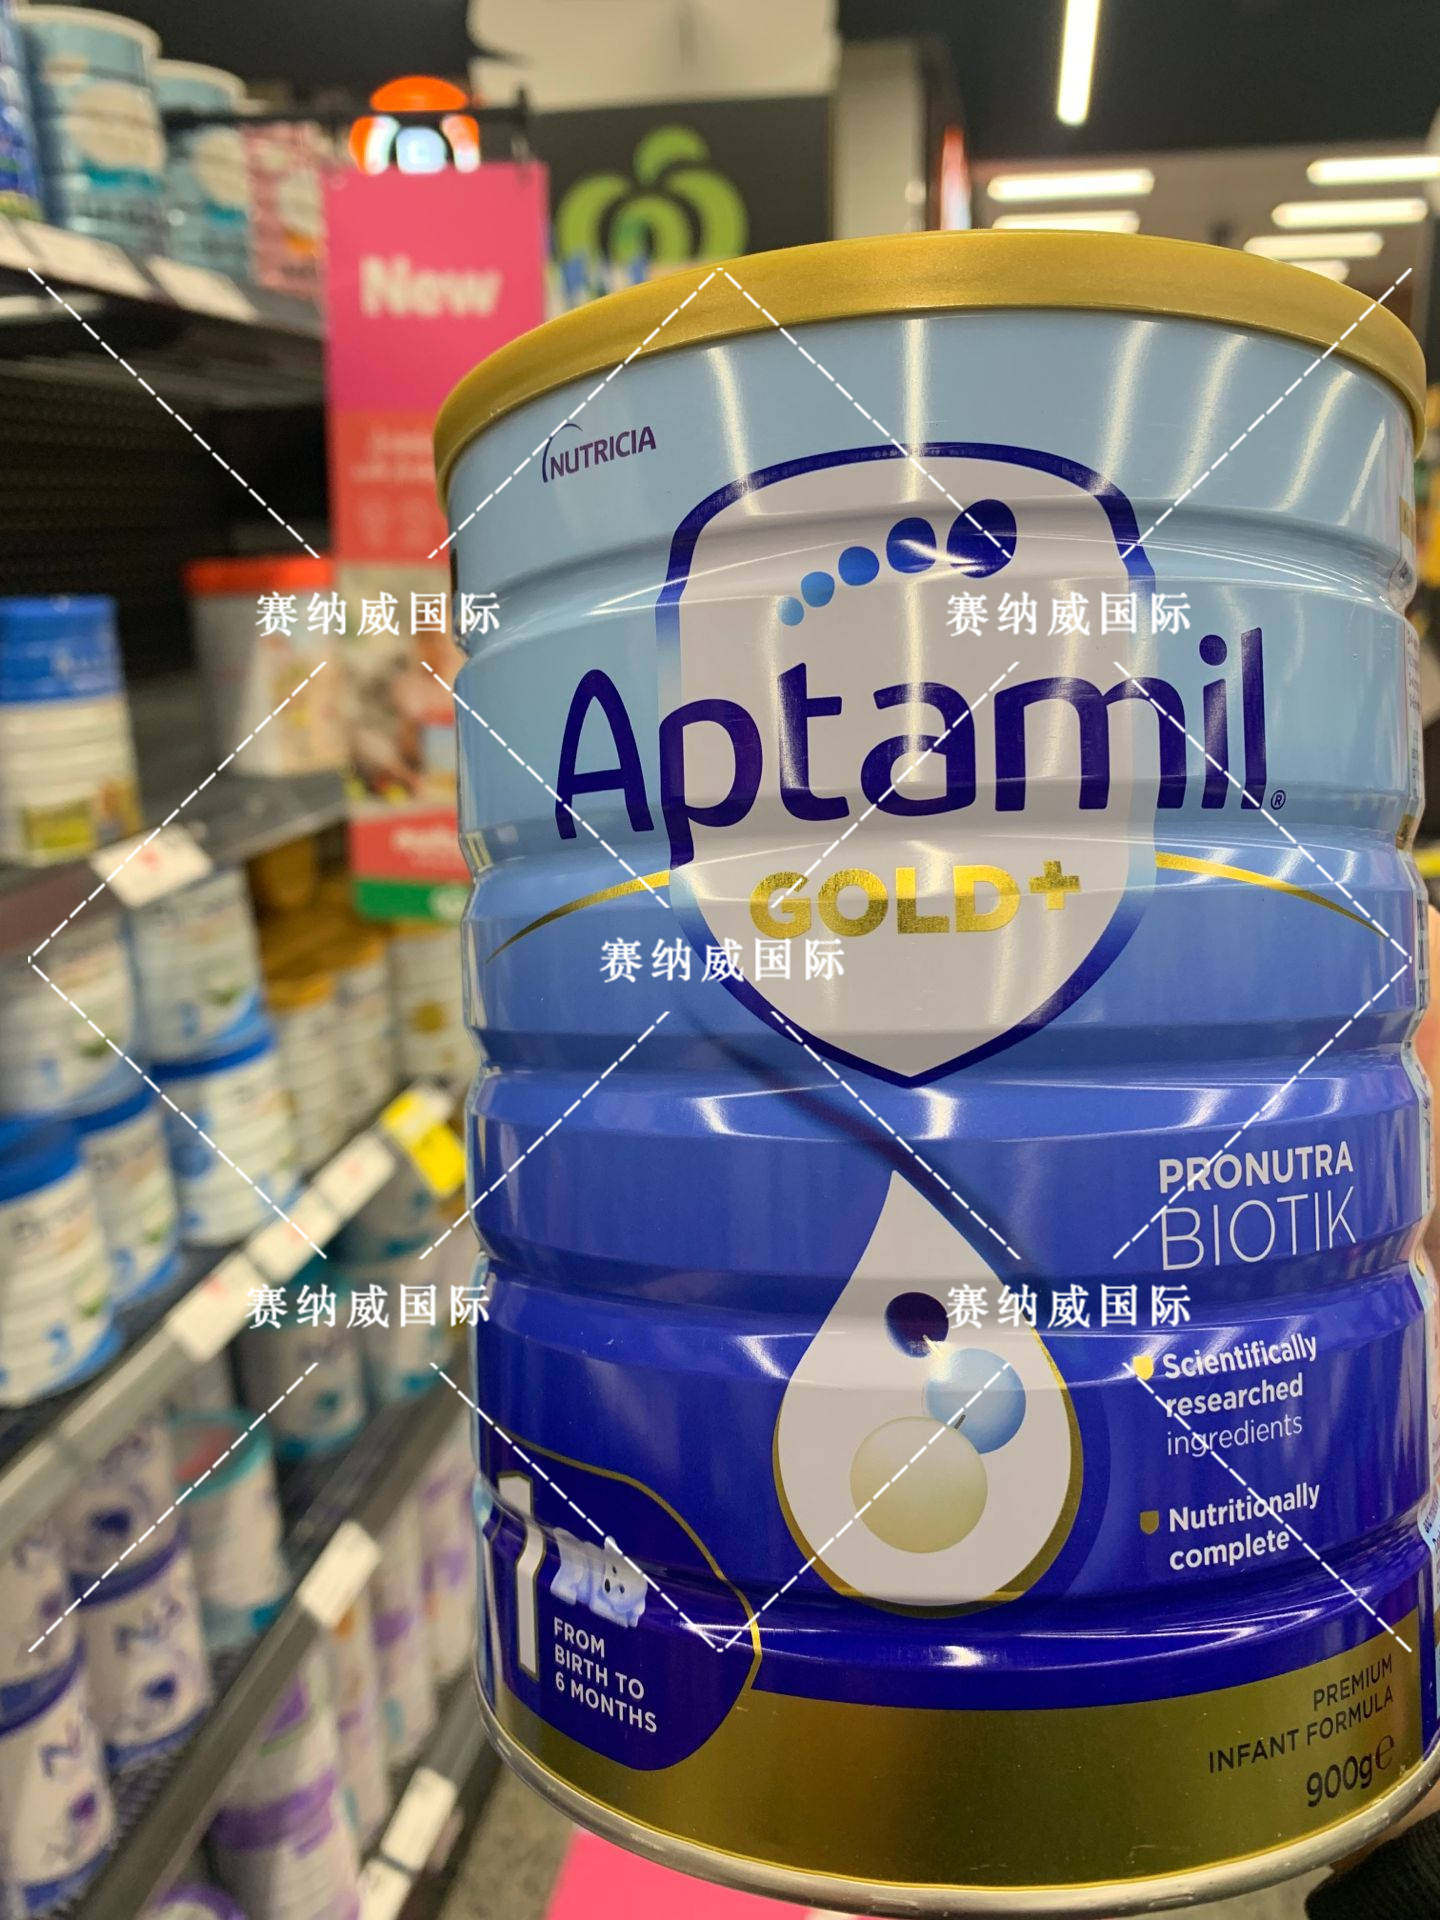 New
NUTRICIA
赛纳威国际
赛纳威国际
Aptamil®
GOLD+
赛纳威国际
PRONUTRA
BIOTIK
赛纳威国际
赛纳威国际
Scientifically
researched
ingredients
Nutritionally
complete
1
FROM
BIRTH TO
6 MONTHS
PREMIUM
INFANT FORMULA
900g℮